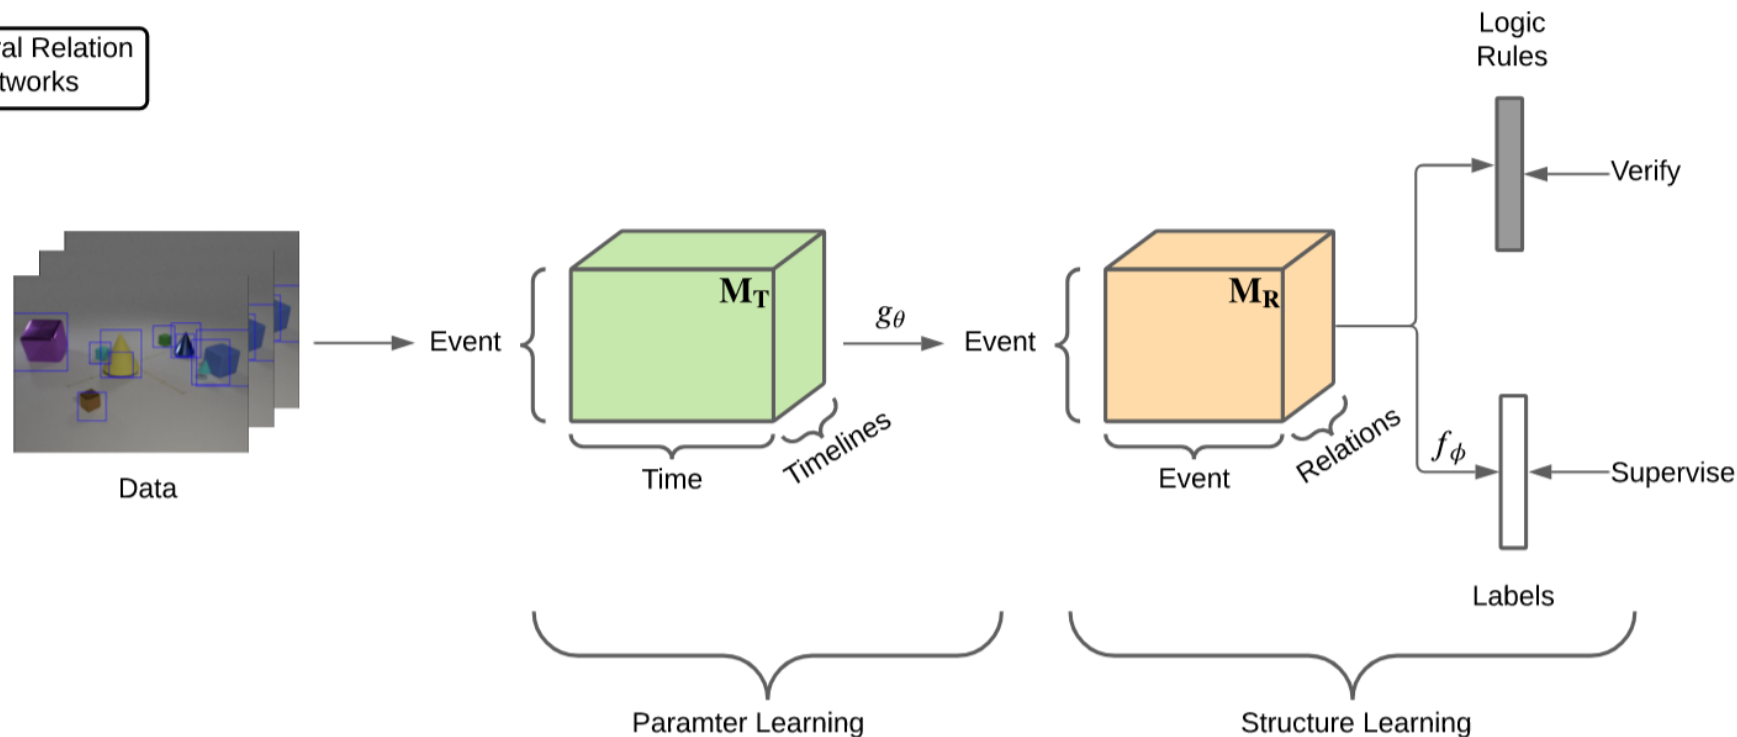 al Relation
tworks
Logic
Rules
Verify
M_T
g_θ
M_R
Event
Event
Timelines
Relations
Time
Event
f_ϕ
Supervise
Data
Labels
Paramter Learning
Structure Learning